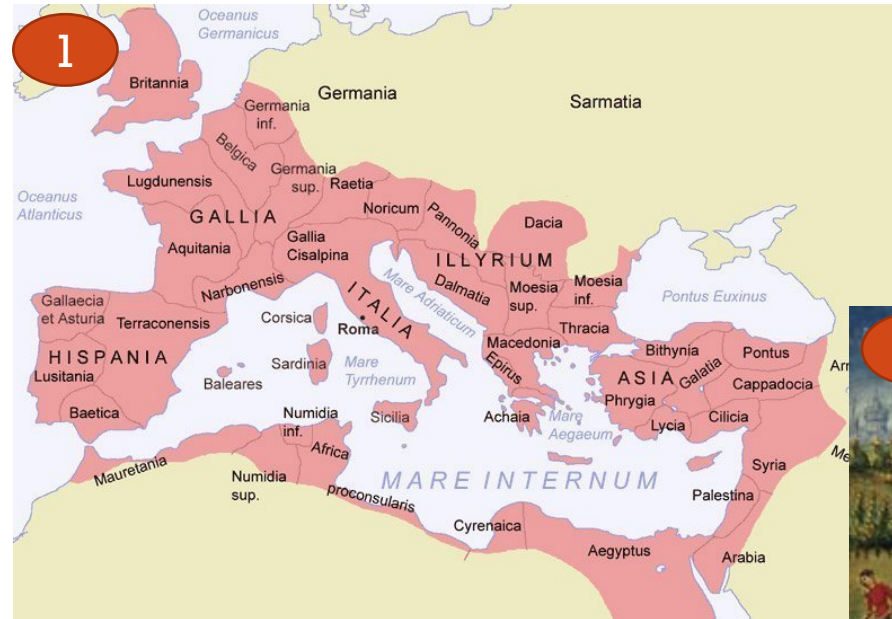 1
Oceanus
Germanicus
Britannia
Germania
Sarmatia
Germania
inf.
Belgica
Germania
sup.
Lugdunensis
Raetia
Oceanus
Atlanticus
Noricum
Pannonia
Dacia
GALLIA
Gallia
Cisalpina
Aquitania
ILLYRIUM
Dalmatia
Moesia
sup.
Moesia
inf.
Mare Adriaticum
Pontus Euxinus
Narbonensis
Gallaecia
et Asturia
Terraconensis
ITALIA
Corsica
Roma
Thracia
Macedonia
Bithynia
Pontus
HISPANIA
Lusitania
Sardinia
Mare
Tyrrhenum
Epirus
ASIA
Galatia
Cappadocia
Baleares
Phrygia
Baetica
Numidia
inf.
Sicilia
Achaia
Mare
Aegaeum
Lycia
Cilicia
Africa
proconsularis
Mauretania
Numidia
sup.
MARE INTERNUM
Syria
Palestina
Cyrenaica
Aegyptus
Arabia